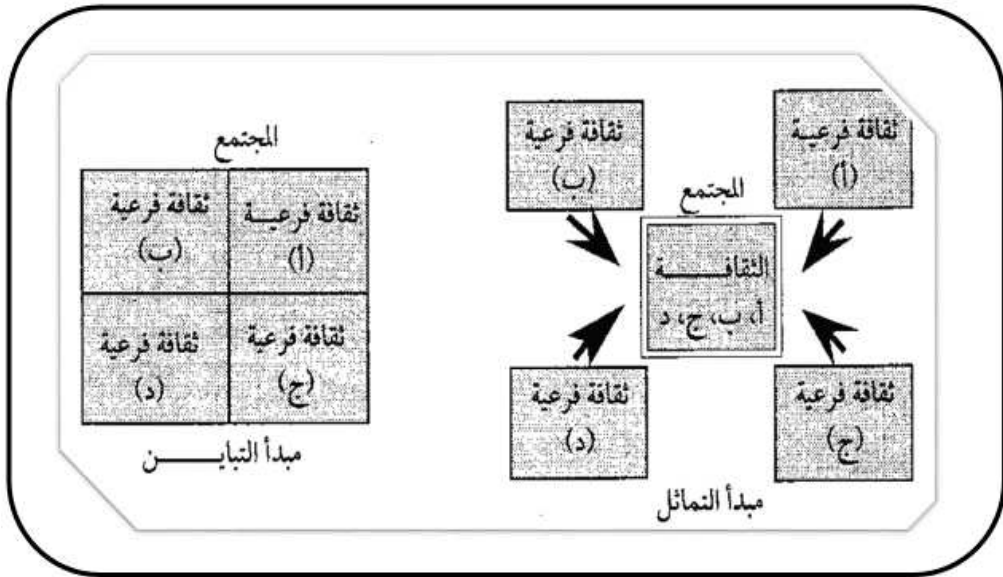 ثقافة فرعية
(أ)
ثقافة فرعية
(ب)
المجتمع
الثقافة
أ، ب، ج، د
ثقافة فرعية
(ج)
ثقافة فرعية
(د)
مبدأ التماثل
المجتمع
ثقافة فرعية
(أ)
ثقافة فرعية
(ب)
ثقافة فرعية
(ج)
ثقافة فرعية
(د)
مبدأ التباين